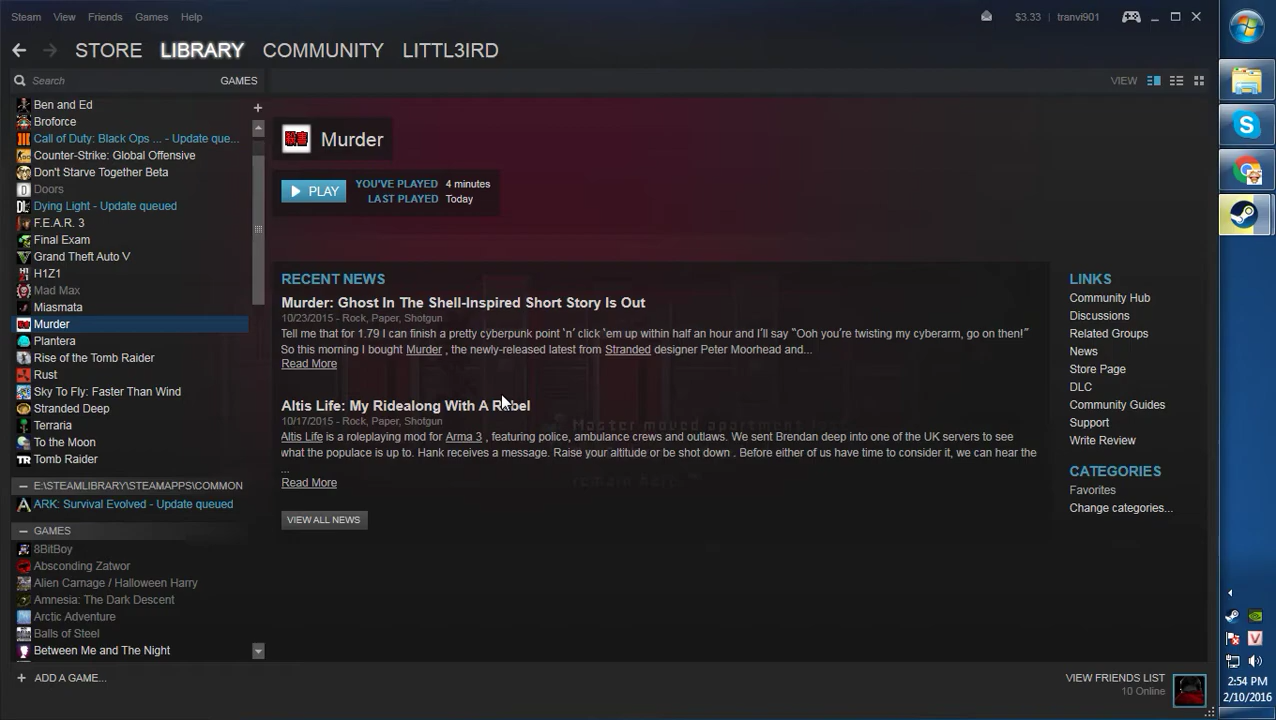 Steam View Friends Games Help
$3.33 tranvi901
STORE LIBRARY COMMUNITY LITTL3IRD
Search GAMES
VIEW
Ben and Ed
Broforce
Call of Duty: Black Ops ... - Update que...
Counter-Strike: Global Offensive
Don't Starve Together Beta
Doors
Dying Light - Update queued
F.E.A.R. 3
Final Exam
Grand Theft Auto V
H1Z1
Mad Max
Miasmata
Murder
Plantera
Rise of the Tomb Raider
Rust
Sky To Fly: Faster Than Wind
Stranded Deep
Terraria
To the Moon
Tomb Raider
E:\STEAMLIBRARY\STEAMAPPS\COMMON
ARK: Survival Evolved - Update queued
GAMES
8BitBoy
Absconding Zatwor
Alien Carnage / Halloween Harry
Amnesia: The Dark Descent
Arctic Adventure
Balls of Steel
Between Me and The Night
ADD A GAME...
殺害 Murder
PLAY
YOU'VE PLAYED 4 minutes
LAST PLAYED Today
RECENT NEWS
Murder: Ghost In The Shell-Inspired Short Story Is Out
10/23/2015 - Rock, Paper, Shotgun
Tell me that for 1.79 I can finish a pretty cyberpunk point ‘n’ click ’em up within half an hour and I’ll say “Ooh you’re twisting my cyberarm, go on then!”
So this morning I bought Murder , the newly-released latest from Stranded designer Peter Moorhead and...
Read More
Altis Life: My Ridealong With A Rebel
10/17/2015 - Rock, Paper, Shotgun
Altis Life is a roleplaying mod for Arma 3 , featuring police, ambulance crews and outlaws. We sent Brendan deep into one of the UK servers to see
what the populace is up to. Hank receives a message. Raise your altitude or be shot down . Before either of us have time to consider it, we can hear the
...
Read More
VIEW ALL NEWS
Master moved apartment
remain here.
LINKS
Community Hub
Discussions
Related Groups
News
Store Page
DLC
Community Guides
Support
Write Review
CATEGORIES
Favorites
Change categories...
VIEW FRIENDS LIST
10 Online
2:54 PM
2/10/2016